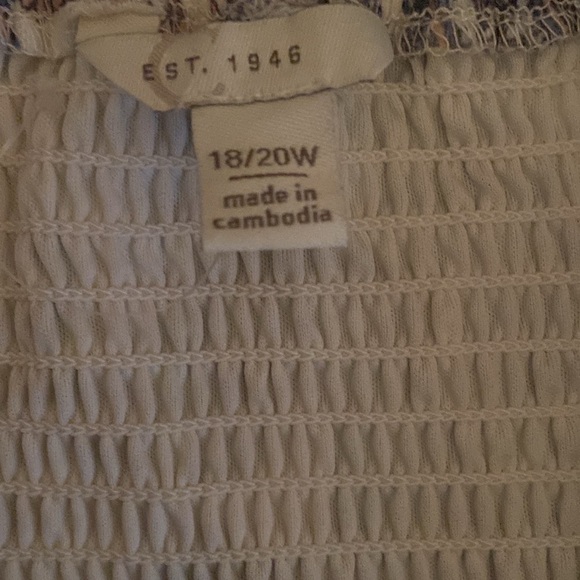 EST. 1946
18/20W
made in
cambodia